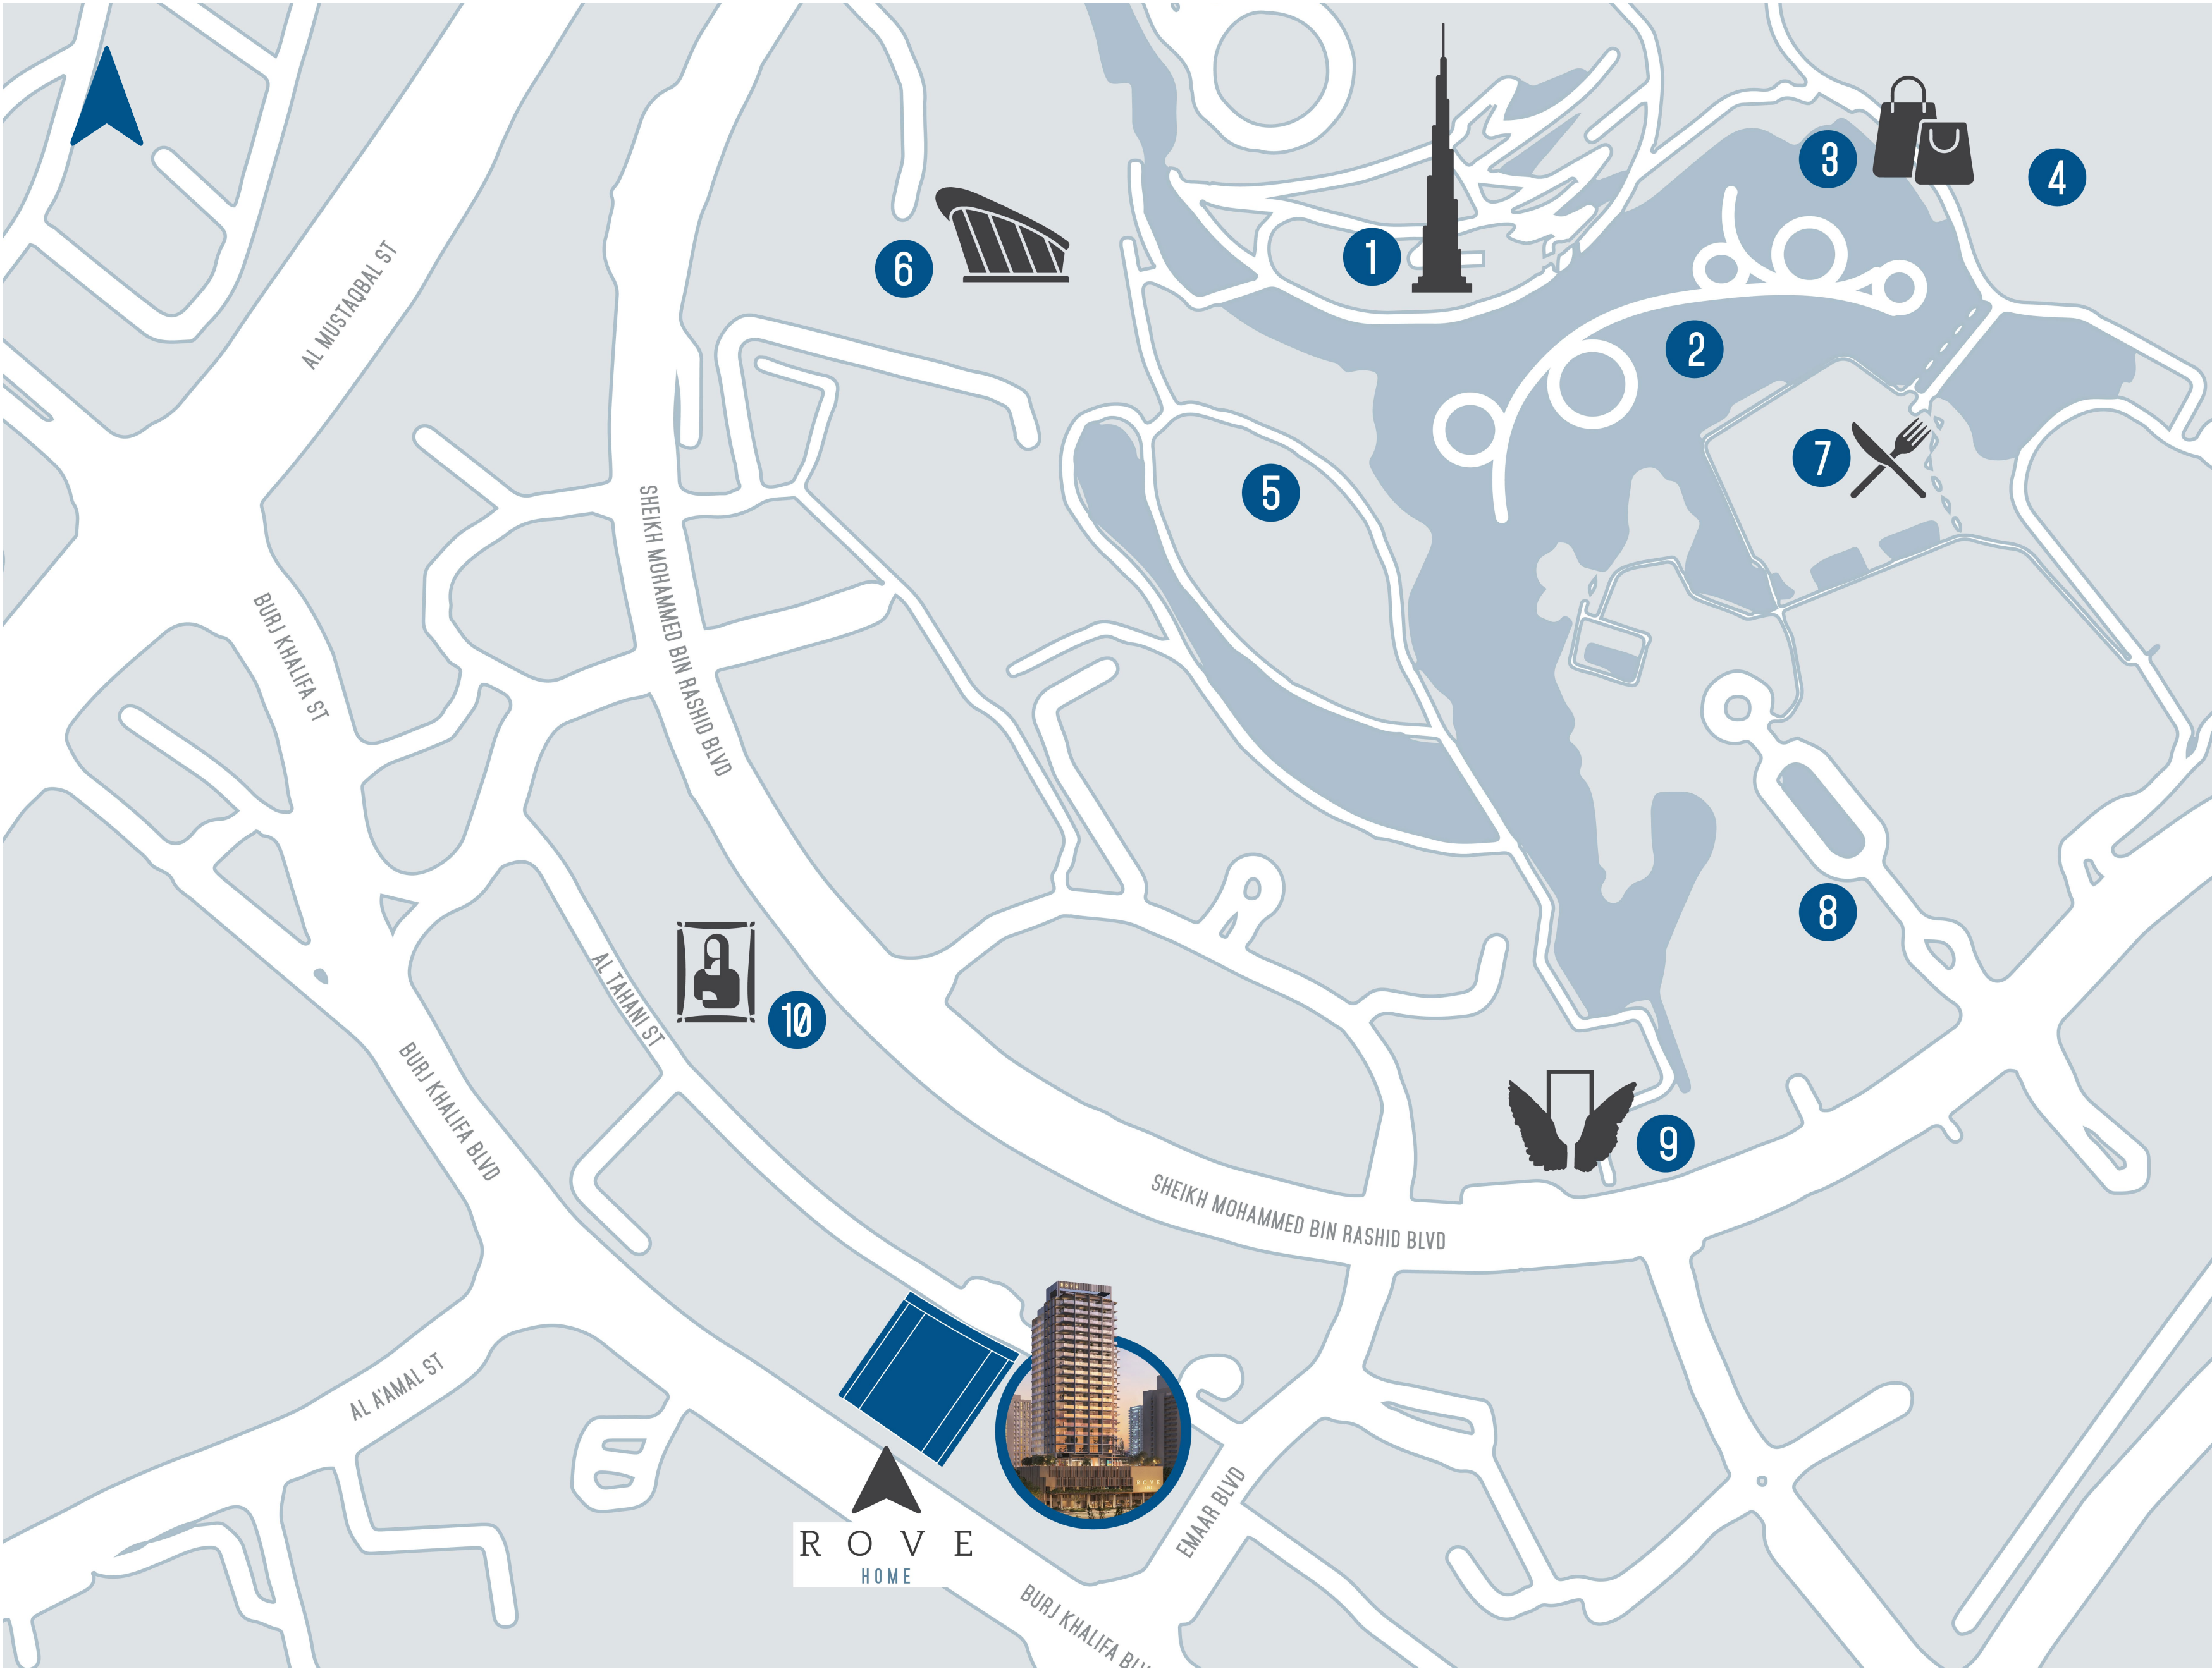 3
4
1
6
AL MUSTAQBAL ST
2
7
5
SHEIKH MOHAMMED BIN RASHID BLVD
BURJ KHALIFA ST
8
AL TAHANI ST
10
BURJ KHALIFA BLVD
9
SHEIKH MOHAMMED BIN RASHID BLVD
AL A'AMAL ST
ROVE
EMAAR BLVD
ROVE
HOME
BURJ KHALIFA BLV